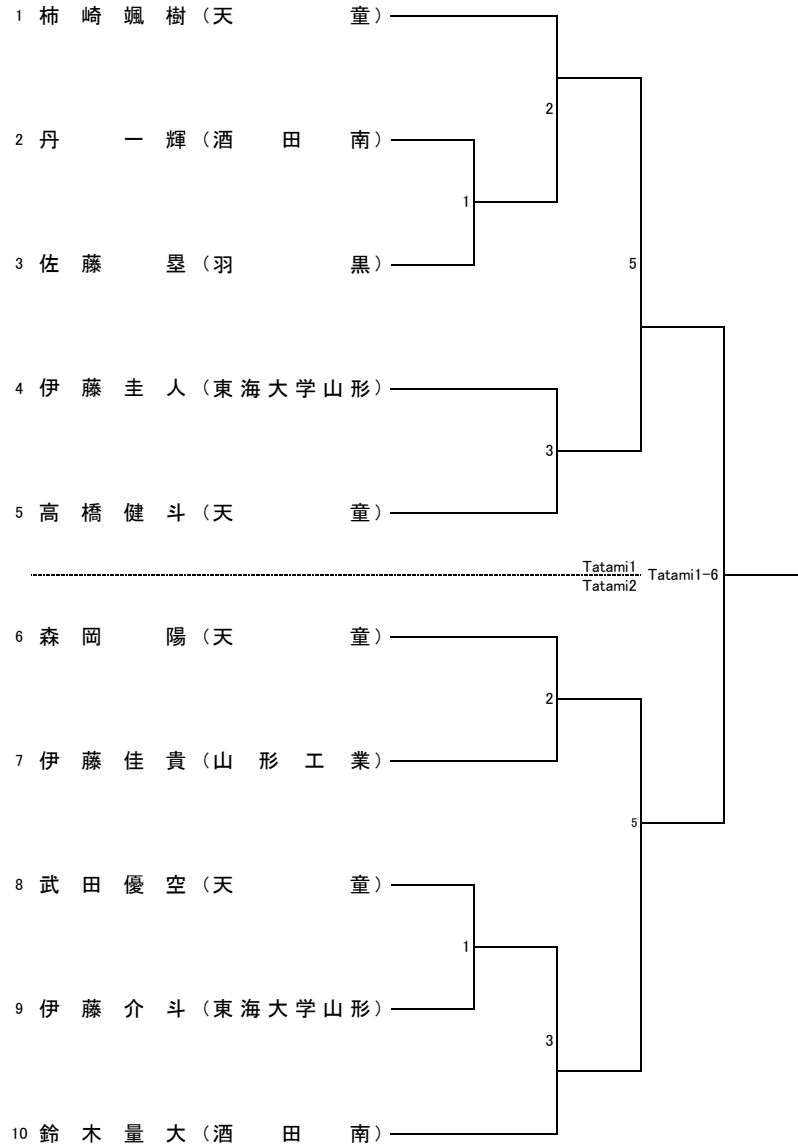 1 柿崎颯樹（天童）
2
2 丹一輝（酒田南）
1
3 佐藤塁（羽黒）
5
4 伊藤圭人（東海大学山形）
3
5 高橋健斗（天童）
Tatami1
Tatami1-6
Tatami2
6 森岡陽（天童）
2
7 伊藤佳貴（山形工業）
5
8 武田優空（天童）
1
9 伊藤介斗（東海大学山形）
3
10 鈴木量大（酒田南）